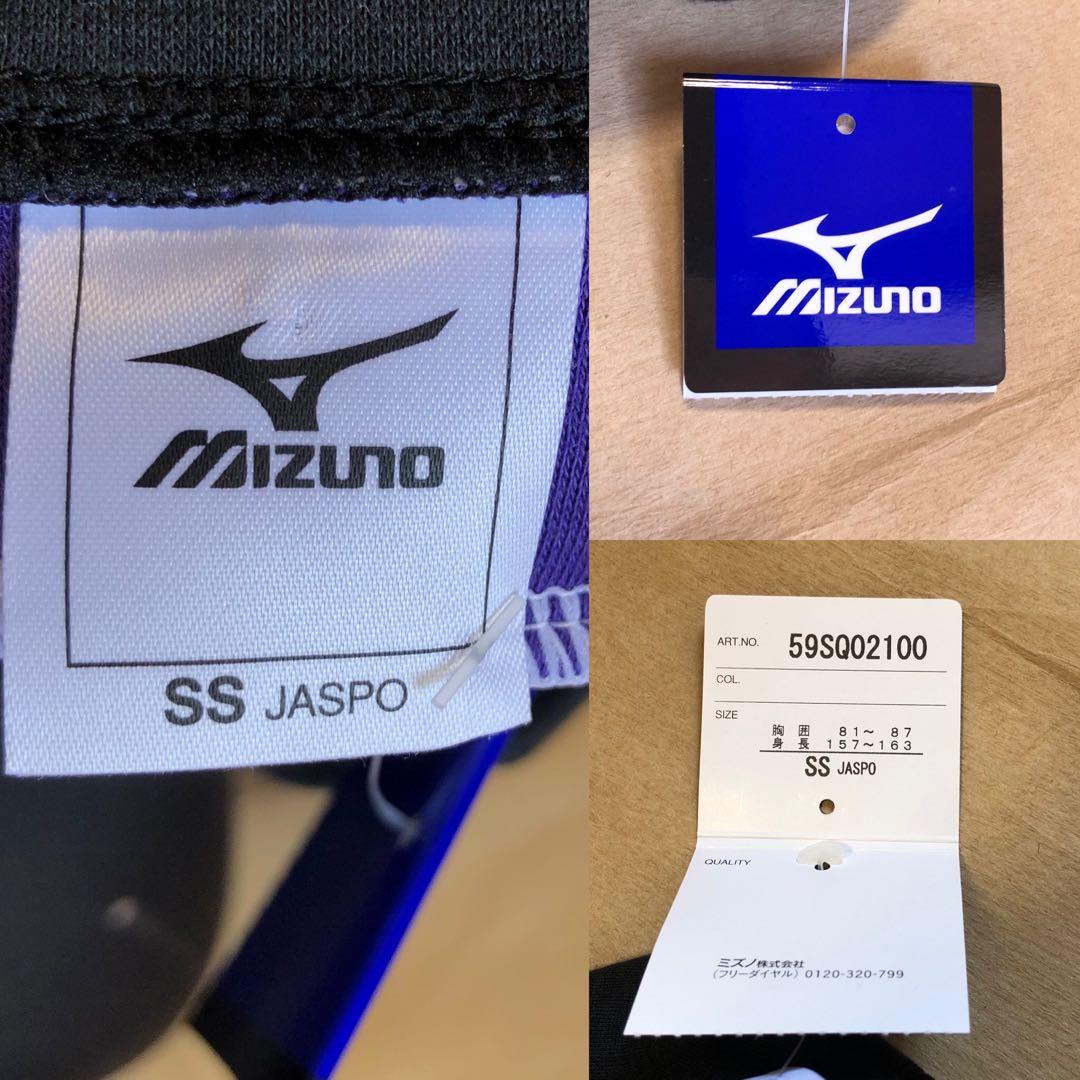 MIZUNO
SS JASPO
MIZUNO
ART.NO. 59SQ02100
COL.
SIZE
胸 囲 81～ 87
身 長 157～163
SS JASPO
QUALITY
ミズノ株式会社
(フリーダイヤル) 0120-320-799